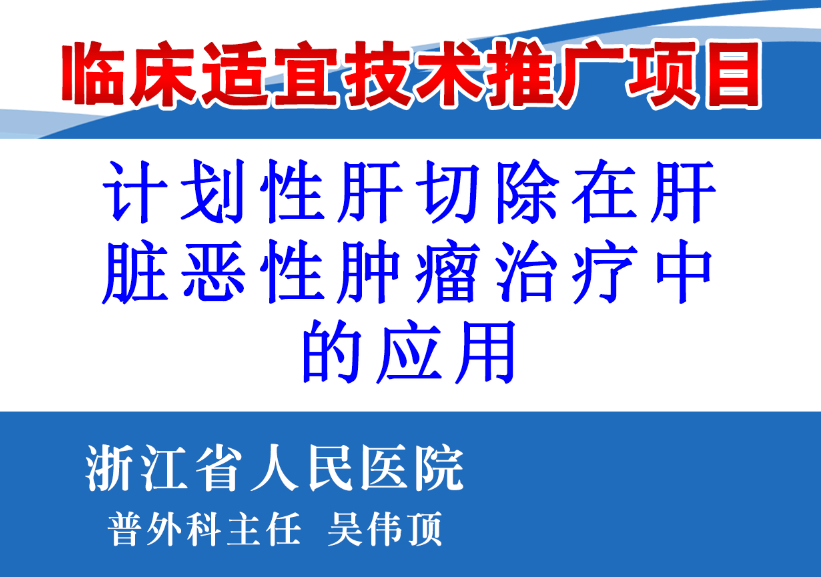 临床适宜技术推广项目
计划性肝切除在肝
脏恶性肿瘤治疗中
的应用
浙江省人民医院
普外科主任 吴伟顶